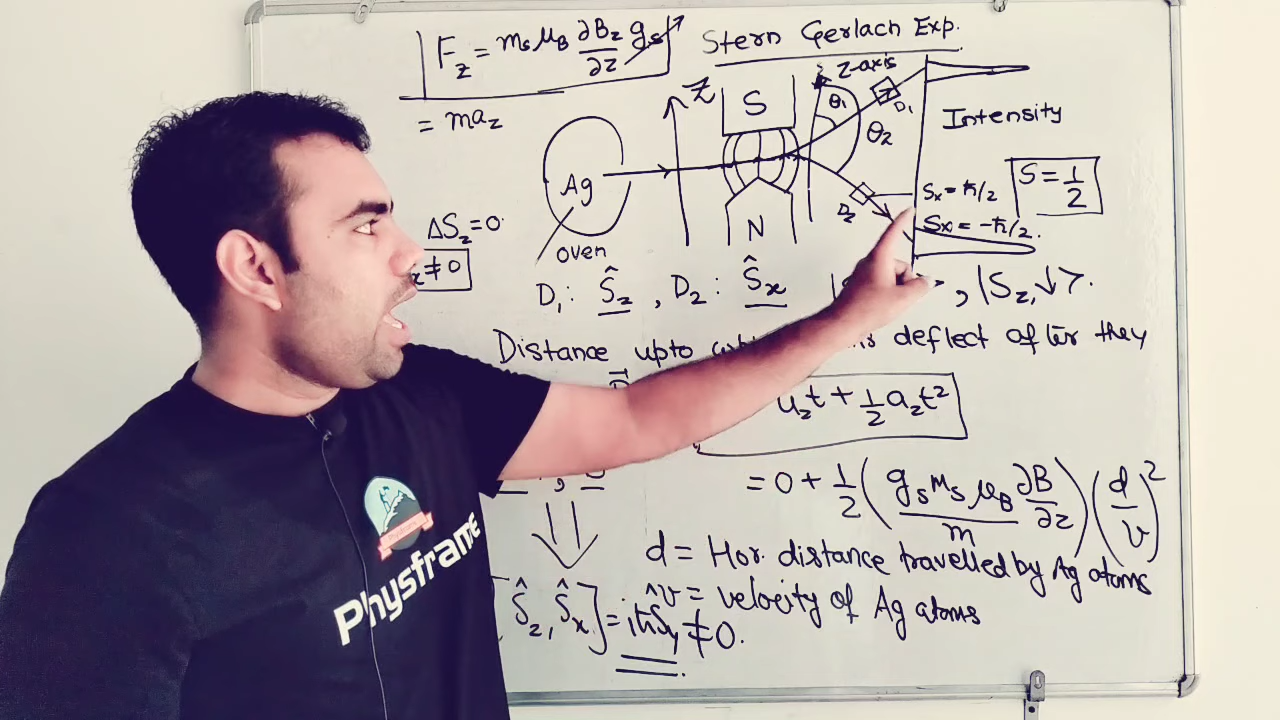 F_z = m_s μ_B ∂B_z/∂z g_s
= ma_z
Stern Gerlach Exp.
Z
S
N
Z-axis
θ₁
θ₂
D₁
D₂
Ag
oven
Intensity
S_x = ħ/2
S_x = -ħ/2.
S = 1/2
ΔS_z = 0
≠ 0
D₁: Ŝ_z, D₂: Ŝ_x
, |S_z,↓>.
Distance upto deflect after they
u_z t + 1/2 a_z t²
= 0 + 1/2 (g_s m_s μ_B/m ∂B/∂z) (d/v)²
d = Hor. distance travelled by Ag atoms
v = velocity of Ag atoms
Ŝ_z, Ŝ_x] = iħŜ_y ≠ 0.
Physframe